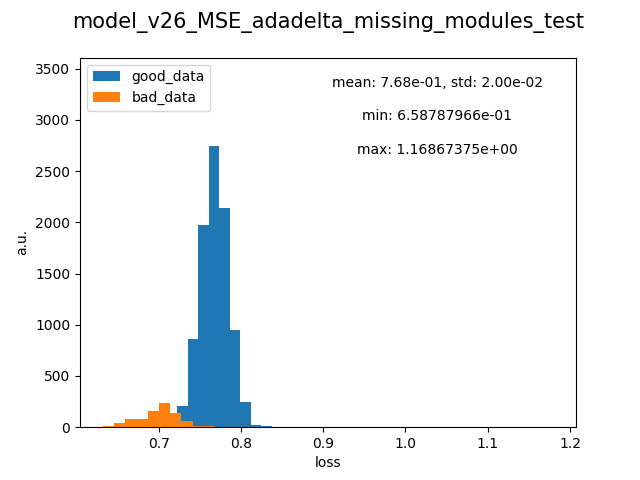 model_v26_MSE_adadelta_missing_modules_test
good_data
bad_data
mean: 7.68e-01, std: 2.00e-02
min: 6.58787966e-01
max: 1.16867375e+00
3500
3000
2500
2000
1500
1000
500
0
a.u.
0.7 0.8 0.9 1.0 1.1 1.2
loss